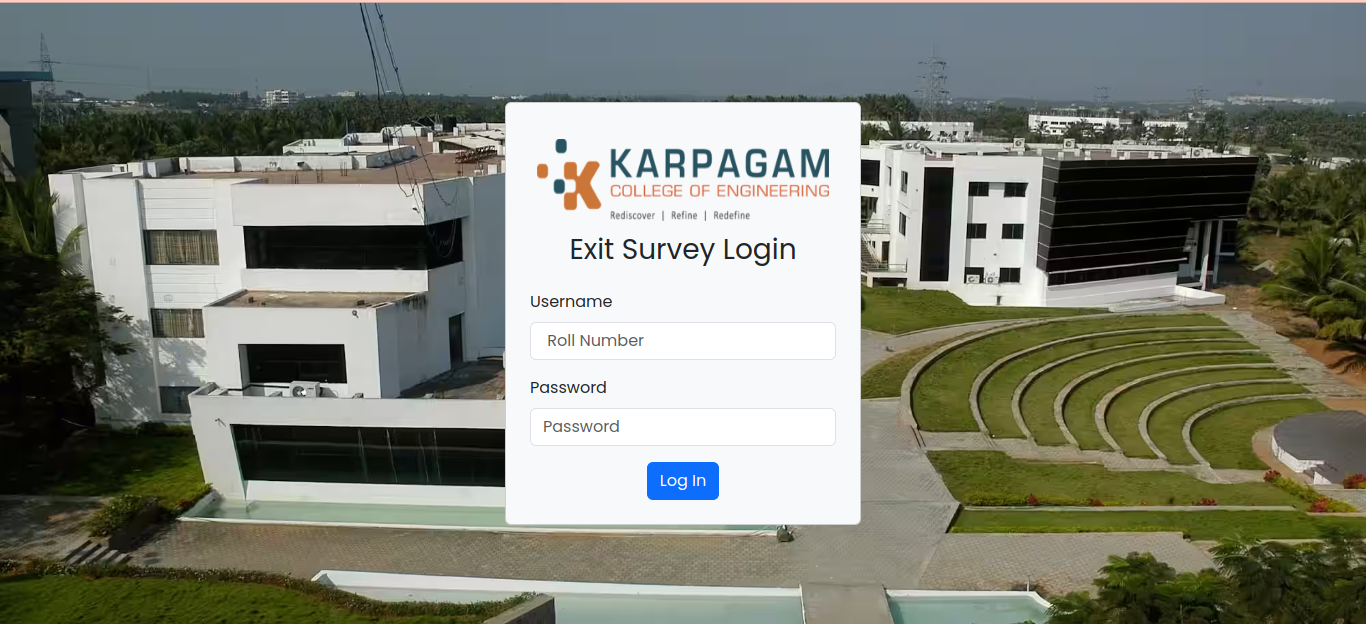 KARPAGAM
COLLEGE OF ENGINEERING
Rediscover | Refine | Redefine
Exit Survey Login
Username
Roll Number
Password
Password
Log In